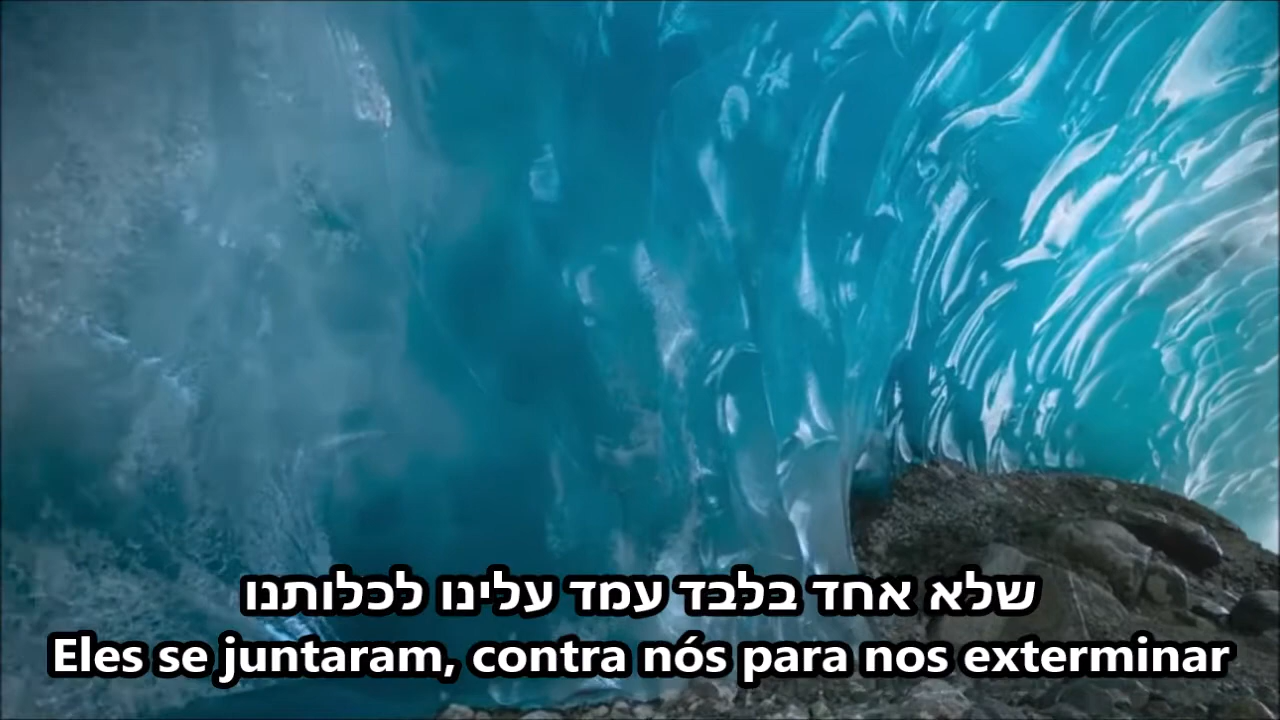 שלא אחד בלבד עמד עלינו לכלותנו
Eles se juntaram, contra nós para nos exterminar